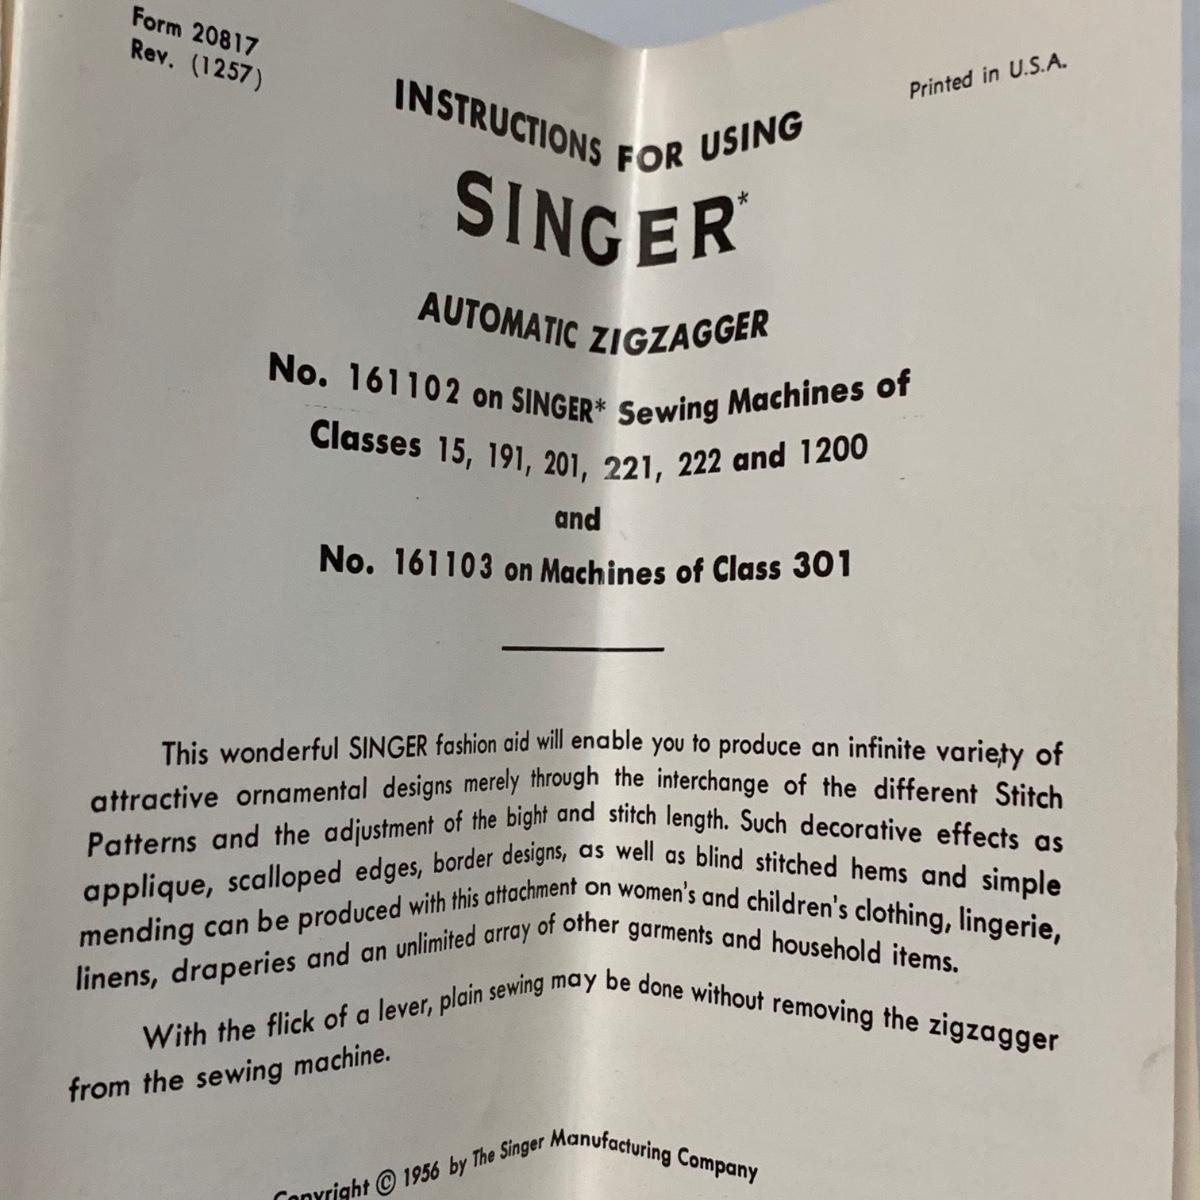 Form 20817
Rev. (1257)
Printed in U.S.A.
INSTRUCTIONS FOR USING
SINGER*
AUTOMATIC ZIGZAGGER
No. 161102 on SINGER* Sewing Machines of
Classes 15, 191, 201, 221, 222 and 1200
and
No. 161103 on Machines of Class 301
This wonderful SINGER fashion aid will enable you to produce an infinite variety of
attractive ornamental designs merely through the interchange of the different Stitch
Patterns and the adjustment of the bight and stitch length. Such decorative effects as
applique, scalloped edges, border designs, as well as blind stitched hems and simple
mending can be produced with this attachment on women's and children's clothing, lingerie,
linens, draperies and an unlimited array of other garments and household items.
With the flick of a lever, plain sewing may be done without removing the zigzagger
from the sewing machine.
Copyright © 1956 by The Singer Manufacturing Company